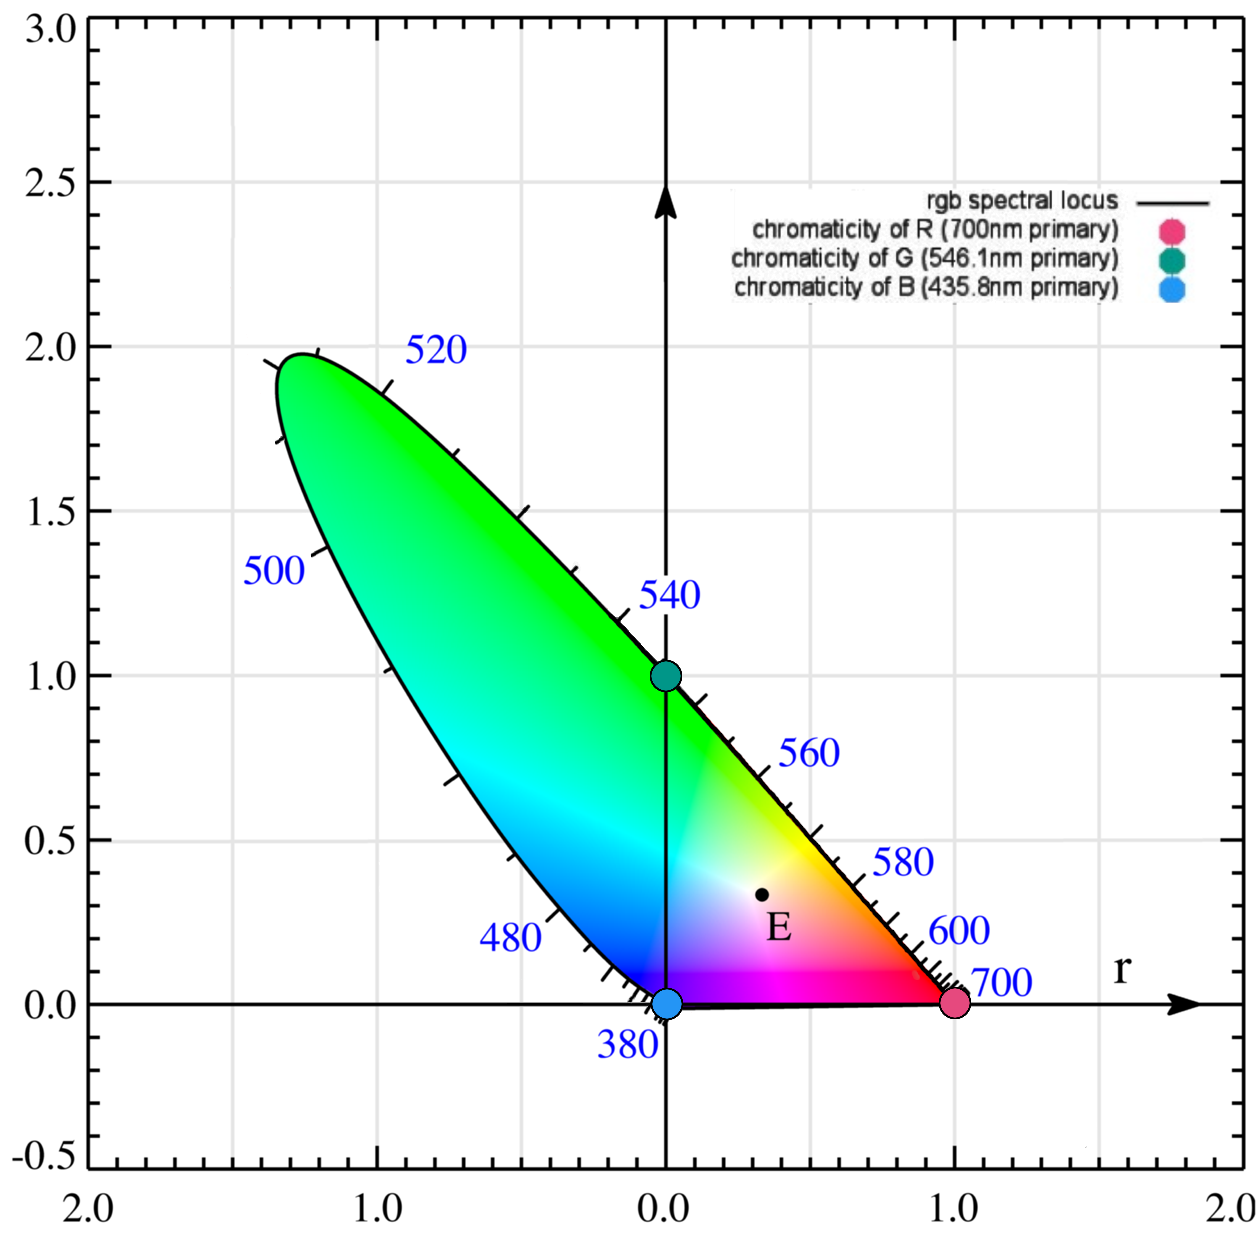 3.0
rgb spectral locus
chromaticity of R (700nm primary)
chromaticity of G (546.1nm primary)
chromaticity of B (435.8nm primary)
2.5
2.0
520
1.5
500
540
1.0
560
0.5
580
E
600
480
r
700
0.0
380
-0.5
2.0 1.0 0.0 1.0 2.0